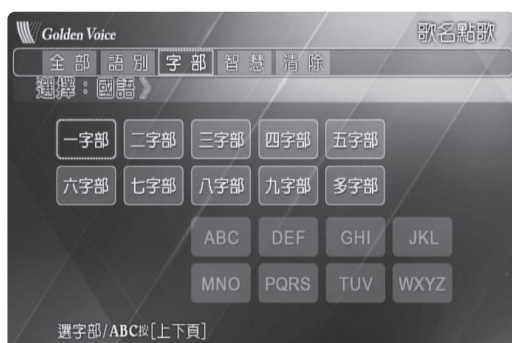 Golden Voice 歌名點歌
全部 語別 字部 智慧 清除
選擇：國語》
一字部 二字部 三字部 四字部 五字部
六字部 七字部 八字部 九字部 多字部
ABC DEF GHI JKL
MNO PQRS TUV WXYZ
選字部/ABC按[上下頁]